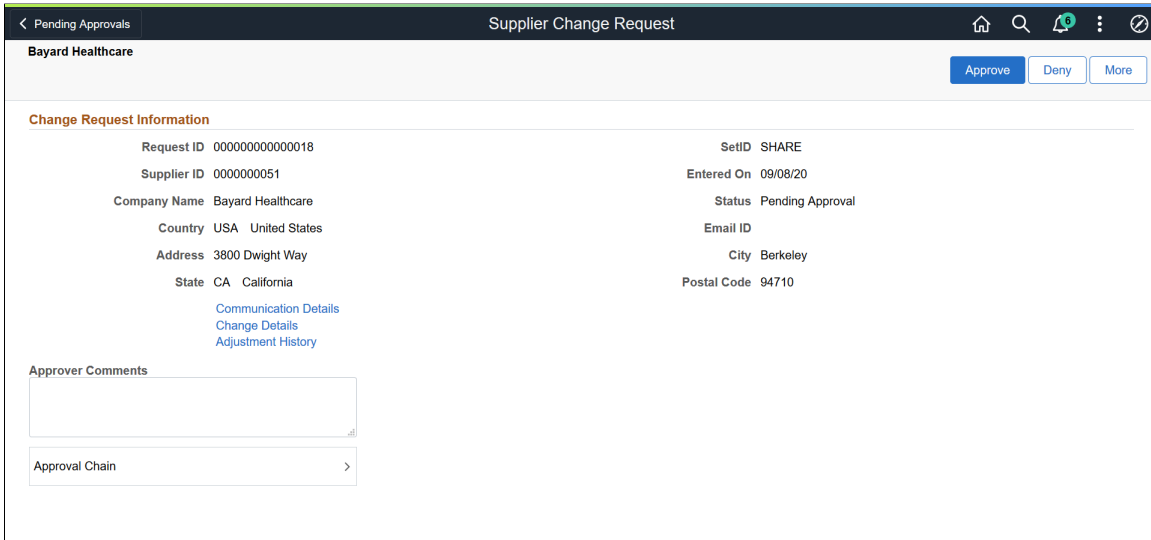 Pending Approvals
Supplier Change Request
6
Bayard Healthcare
Approve Deny More
Change Request Information
Request ID 000000000000018 SetID SHARE
Supplier ID 0000000051 Entered On 09/08/20
Company Name Bayard Healthcare Status Pending Approval
Country USA United States Email ID
Address 3800 Dwight Way City Berkeley
State CA California Postal Code 94710
Communication Details
Change Details
Adjustment History
Approver Comments
Approval Chain